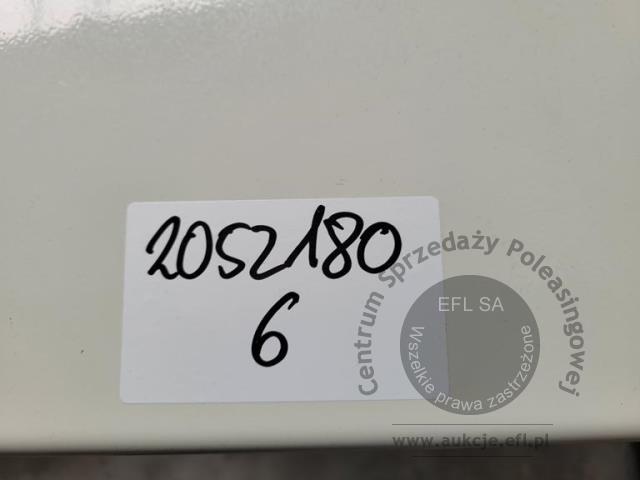 2052180
6
Centrum Sprzedaży Poleasingowej
EFL SA
Wszelkie prawa zastrzeżone
www.aukcje.efl.pl